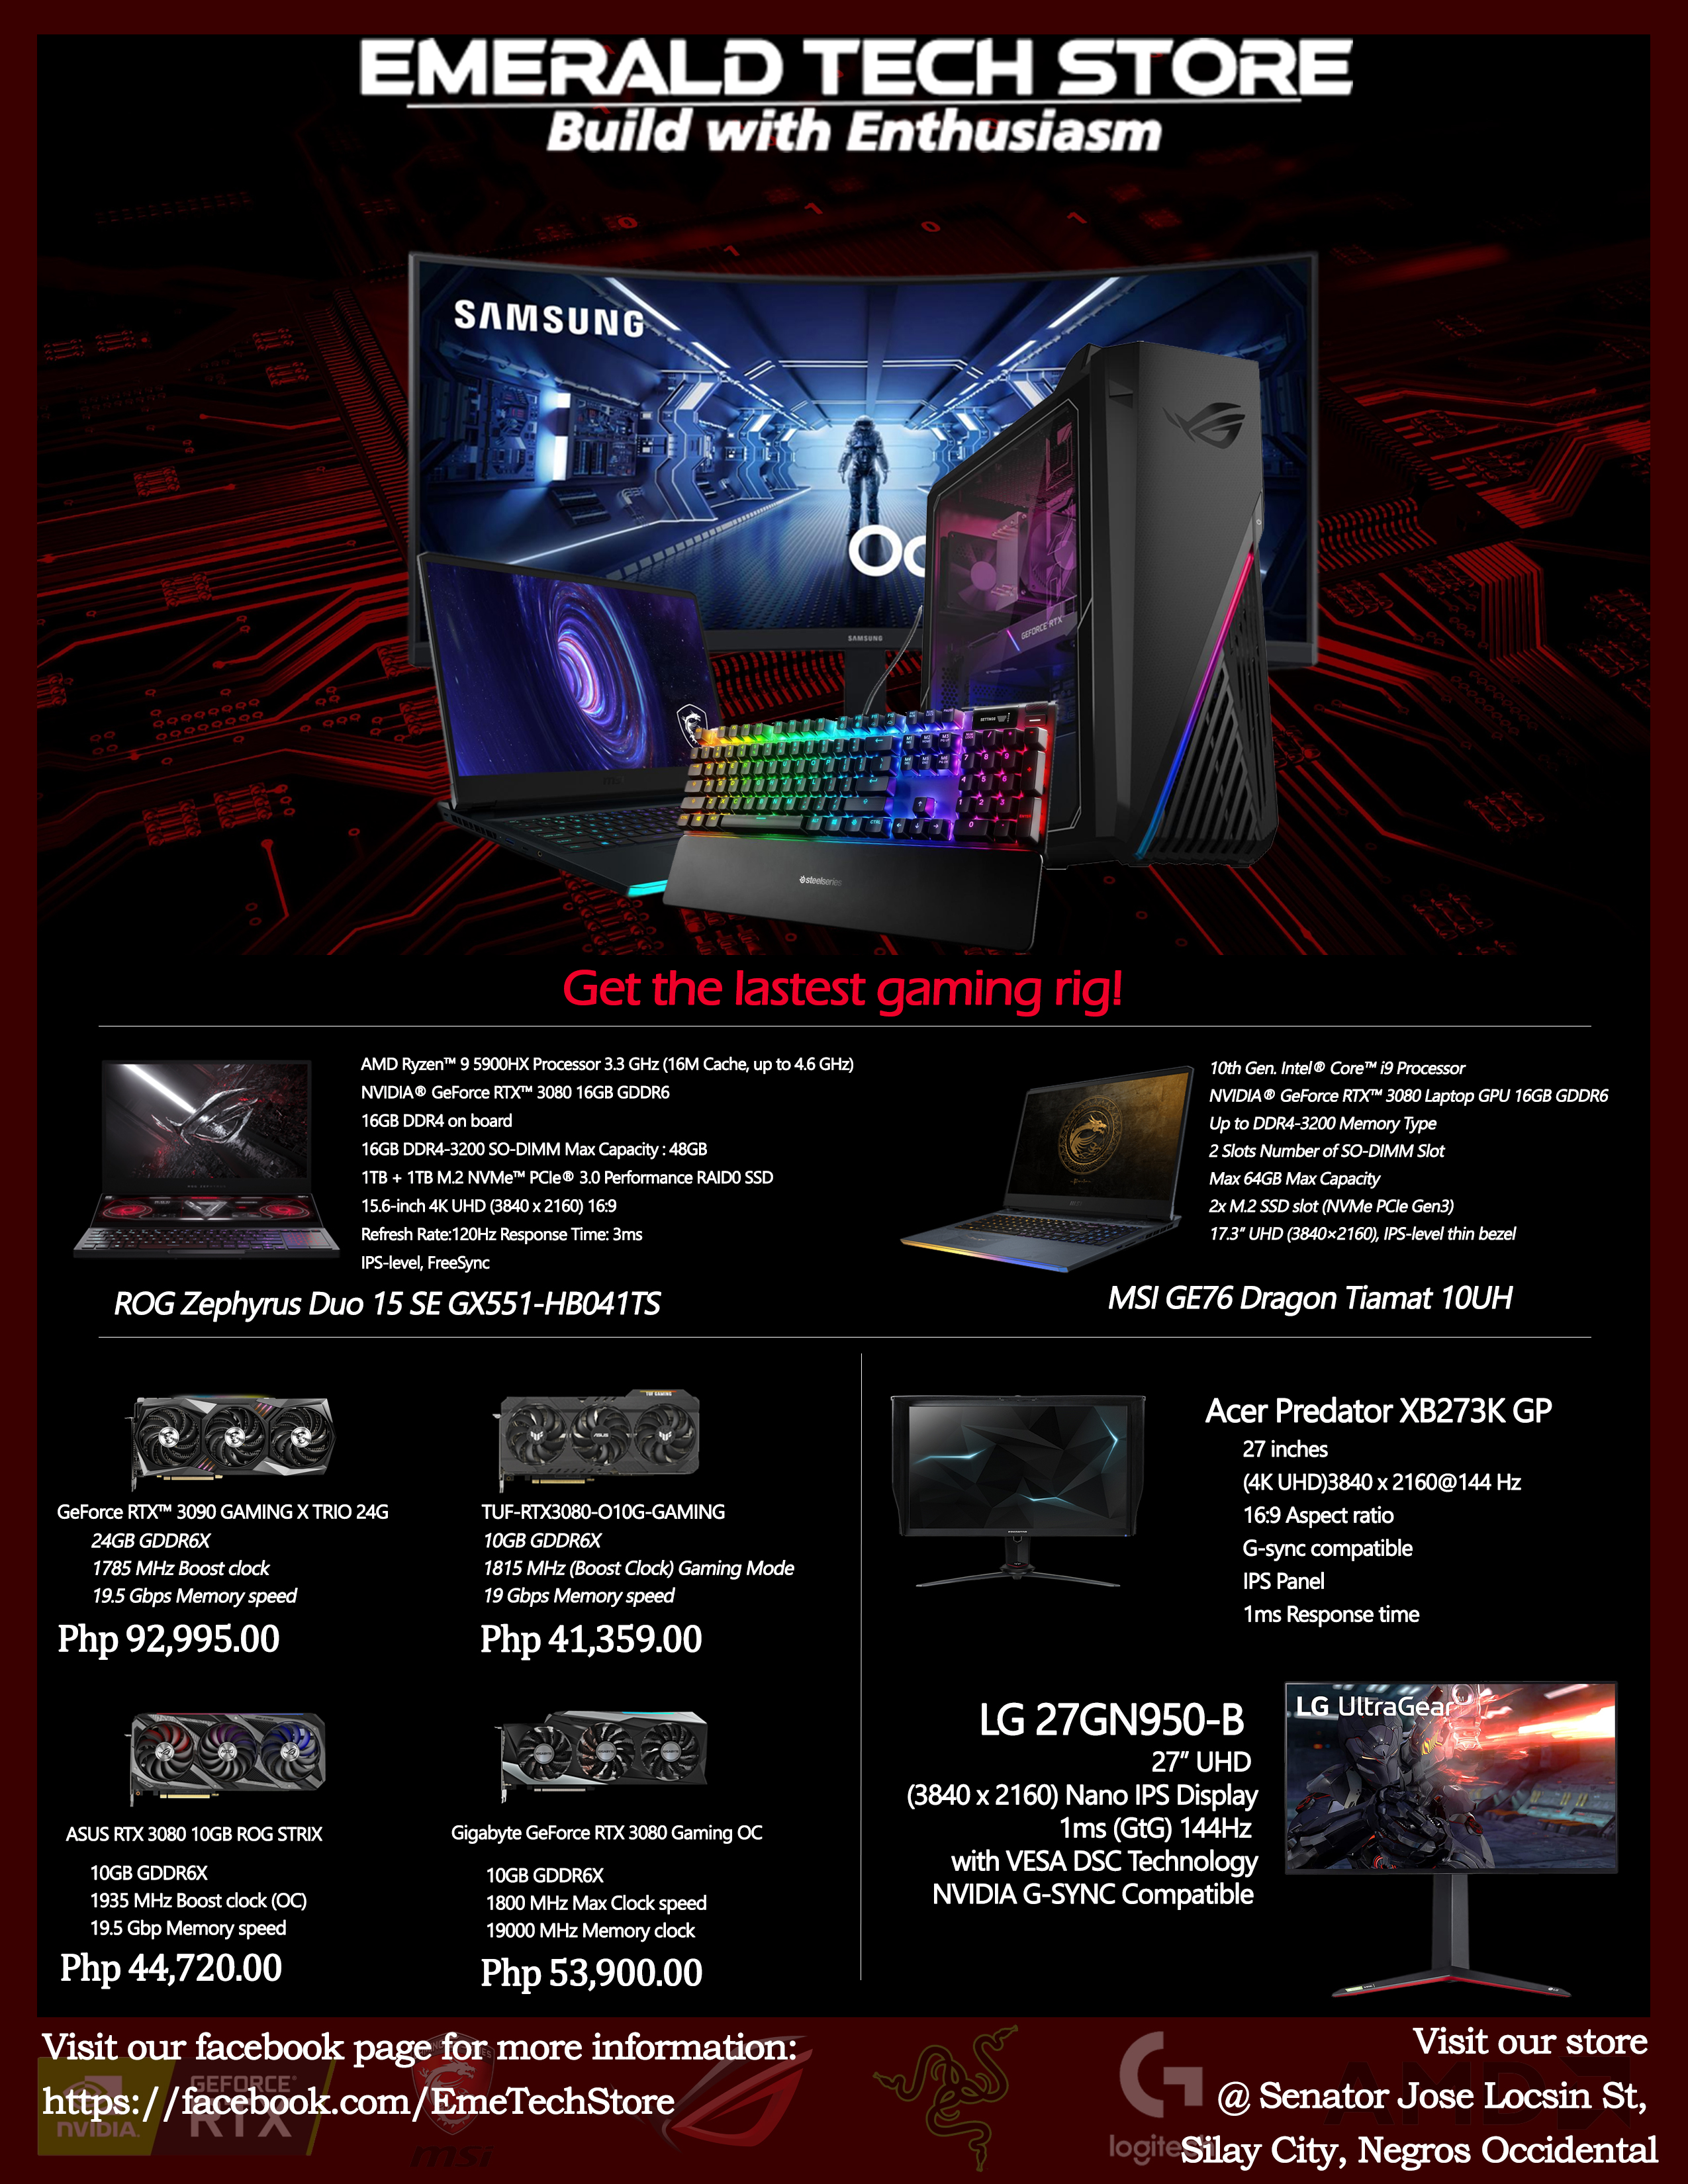 EMERALD TECH STORE
Build with Enthusiasm
SAMSUNG
SAMSUNG
GEFORCE RTX
steelseries
Get the lastest gaming rig!
AMD Ryzen™ 9 5900HX Processor 3.3 GHz (16M Cache, up to 4.6 GHz)
NVIDIA® GeForce RTX™ 3080 16GB GDDR6
16GB DDR4 on board
16GB DDR4-3200 SO-DIMM Max Capacity : 48GB
1TB + 1TB M.2 NVMe™ PCIe® 3.0 Performance RAID0 SSD
15.6-inch 4K UHD (3840 x 2160) 16:9
Refresh Rate:120Hz Response Time: 3ms
IPS-level, FreeSync
ROG Zephyrus Duo 15 SE GX551-HB041TS
10th Gen. Intel® Core™ i9 Processor
NVIDIA® GeForce RTX™ 3080 Laptop GPU 16GB GDDR6
Up to DDR4-3200 Memory Type
2 Slots Number of SO-DIMM Slot
Max 64GB Max Capacity
2x M.2 SSD slot (NVMe PCIe Gen3)
17.3” UHD (3840×2160), IPS-level thin bezel
MSI GE76 Dragon Tiamat 10UH
GeForce RTX™ 3090 GAMING X TRIO 24G
24GB GDDR6X
1785 MHz Boost clock
19.5 Gbps Memory speed
Php 92,995.00
TUF-RTX3080-O10G-GAMING
10GB GDDR6X
1815 MHz (Boost Clock) Gaming Mode
19 Gbps Memory speed
Php 41,359.00
ASUS RTX 3080 10GB ROG STRIX
10GB GDDR6X
1935 MHz Boost clock (OC)
19.5 Gbp Memory speed
Php 44,720.00
Gigabyte GeForce RTX 3080 Gaming OC
10GB GDDR6X
1800 MHz Max Clock speed
19000 MHz Memory clock
Php 53,900.00
Acer Predator XB273K GP
27 inches
(4K UHD)3840 x 2160@144 Hz
16:9 Aspect ratio
G-sync compatible
IPS Panel
1ms Response time
LG 27GN950-B
27” UHD
(3840 x 2160) Nano IPS Display
1ms (GtG) 144Hz
with VESA DSC Technology
NVIDIA G-SYNC Compatible
LG UltraGear
Visit our facebook page for more information:
https://facebook.com/EmeTechStore
NVIDIA.
GEFORCE
RTX
msi
logitech
AMD
Visit our store
@ Senator Jose Locsin St,
Silay City, Negros Occidental